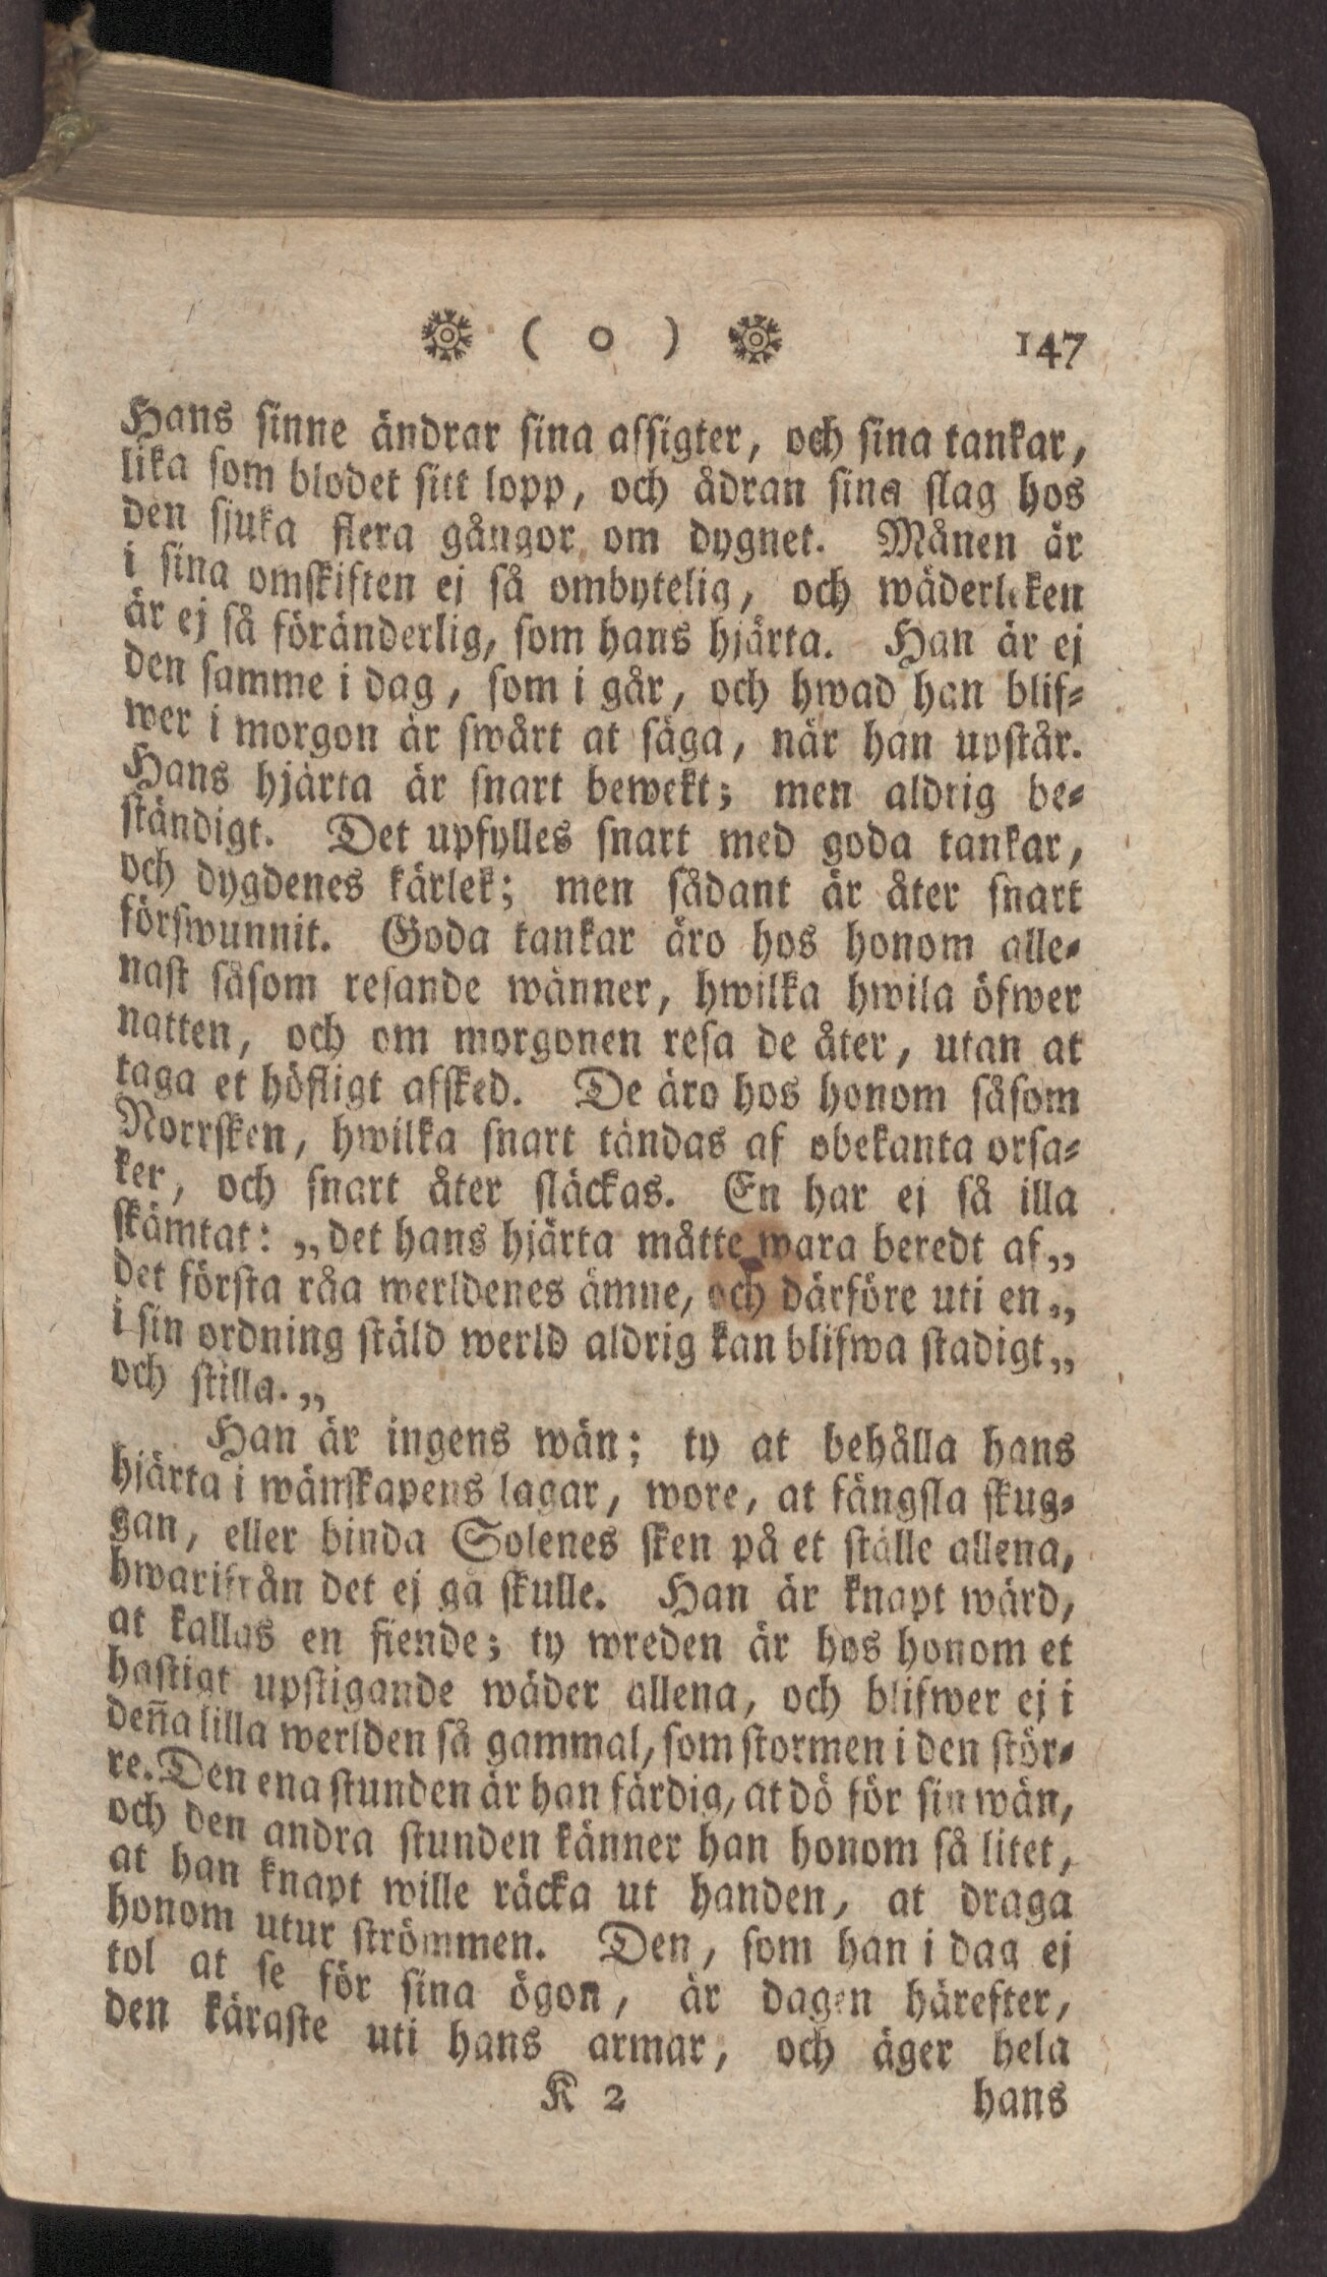 ( o ) 147
Hans sinne ändrar sina afsigter, och sina tankar,
lika som blodet sitt lopp, och ådran sina slag hos
den sjuka flera gångor om dygnet. Månen är
i sina omskiften ej så ombytelig, och wäderleken
är ej så föränderlig, som hans hjärta. Han är ej
den samme i dag, som i går, och hwad han blif-
wer i morgon är swårt at säga, när han upstår.
Hans hjärta är snart bewekt; men aldrig be-
ständigt. Det upfylles snart med goda tankar,
och dygdenes kärlek; men sådant är åter snart
förswunnit. Goda tankar äro hos honom alle-
nast såsom resande wänner, hwilka hwila öfwer
natten, och om morgonen resa de åter, utan at
taga et höfligt afsked. De äro hos honom såsom
Norrsken, hwilka snart tändas af obekanta orsa-
ker, och snart åter släckas. En har ej så illa
skämtat: „det hans hjärta måtte wara beredt af„
det första råa werldenes ämne, och därföre uti en„
i sin ordning stäld werld aldrig kan blifwa stadigt„
och stilla.„
Han är ingens wän; ty at behålla hans
hjärta i wänskapens lagar, wore, at fängsla skug-
gan, eller binda Solenes sken på et ställe allena,
hwarifrån det ej gå skulle. Han är knapt wärd,
at kallas en fiende; ty wreden är hos honom et
hastigt upstigande wäder allena, och blifwer ej i
deña lilla werlden så gammal, som stormen i den stör-
re. Den ena stunden är han färdig, at dö för sin wän,
och den andra stunden känner han honom så litet,
at han knapt wille räcka ut handen, at draga
honom utur strömmen. Den, som han i dag ej
tol at se för sina ögon, är dagen härefter,
den käraste uti hans armar, och äger hela
K 2 hans